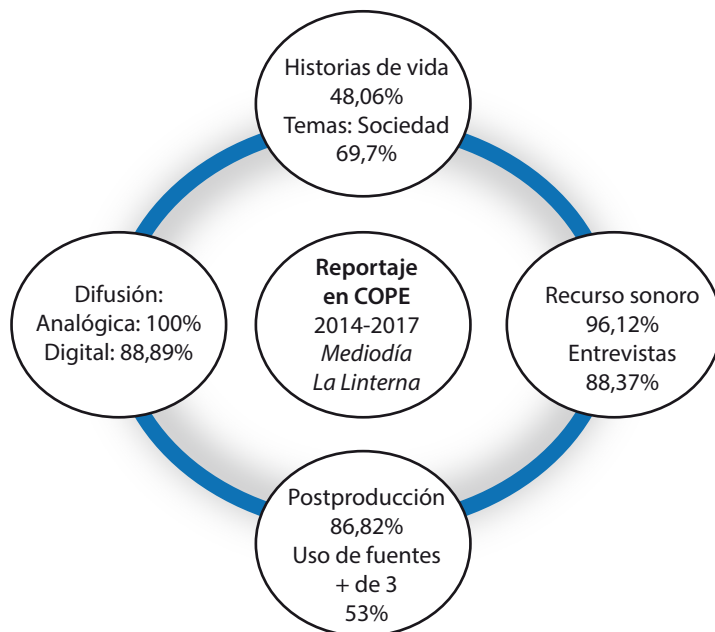 Historias de vida
48,06%
Temas: Sociedad
69,7%
Difusión:
Analógica: 100%
Digital: 88,89%
Reportaje
en COPE
2014-2017
Mediodía
La Linterna
Recurso sonoro
96,12%
Entrevistas
88,37%
Postproducción
86,82%
Uso de fuentes
+ de 3
53%